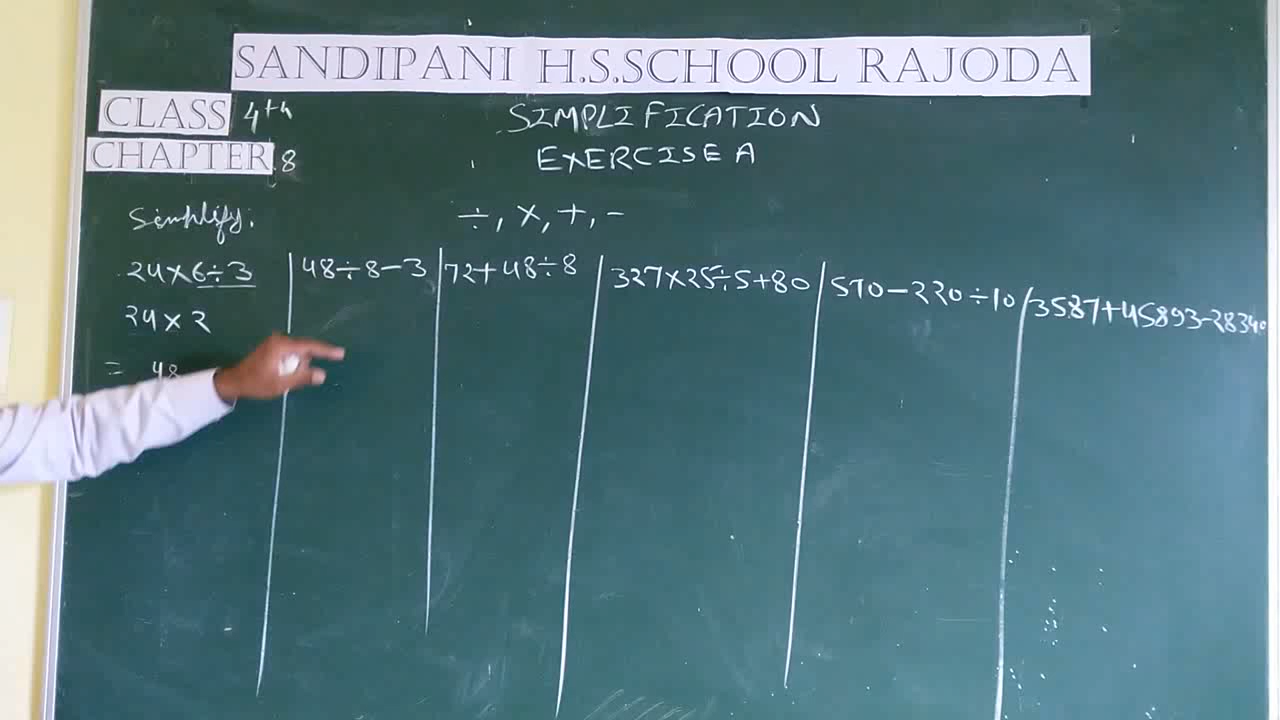 SANDIPANI H.S.SCHOOL RAJODA
CLASS 4th
SIMPLIFICATION
CHAPTER 8
EXERCISE A
Simplify:
÷, ×, +, -
24×6÷3
48÷8-3
72+48÷8
327×25÷5+80
570-220÷10
3587+45893-28340
24×2
= 48